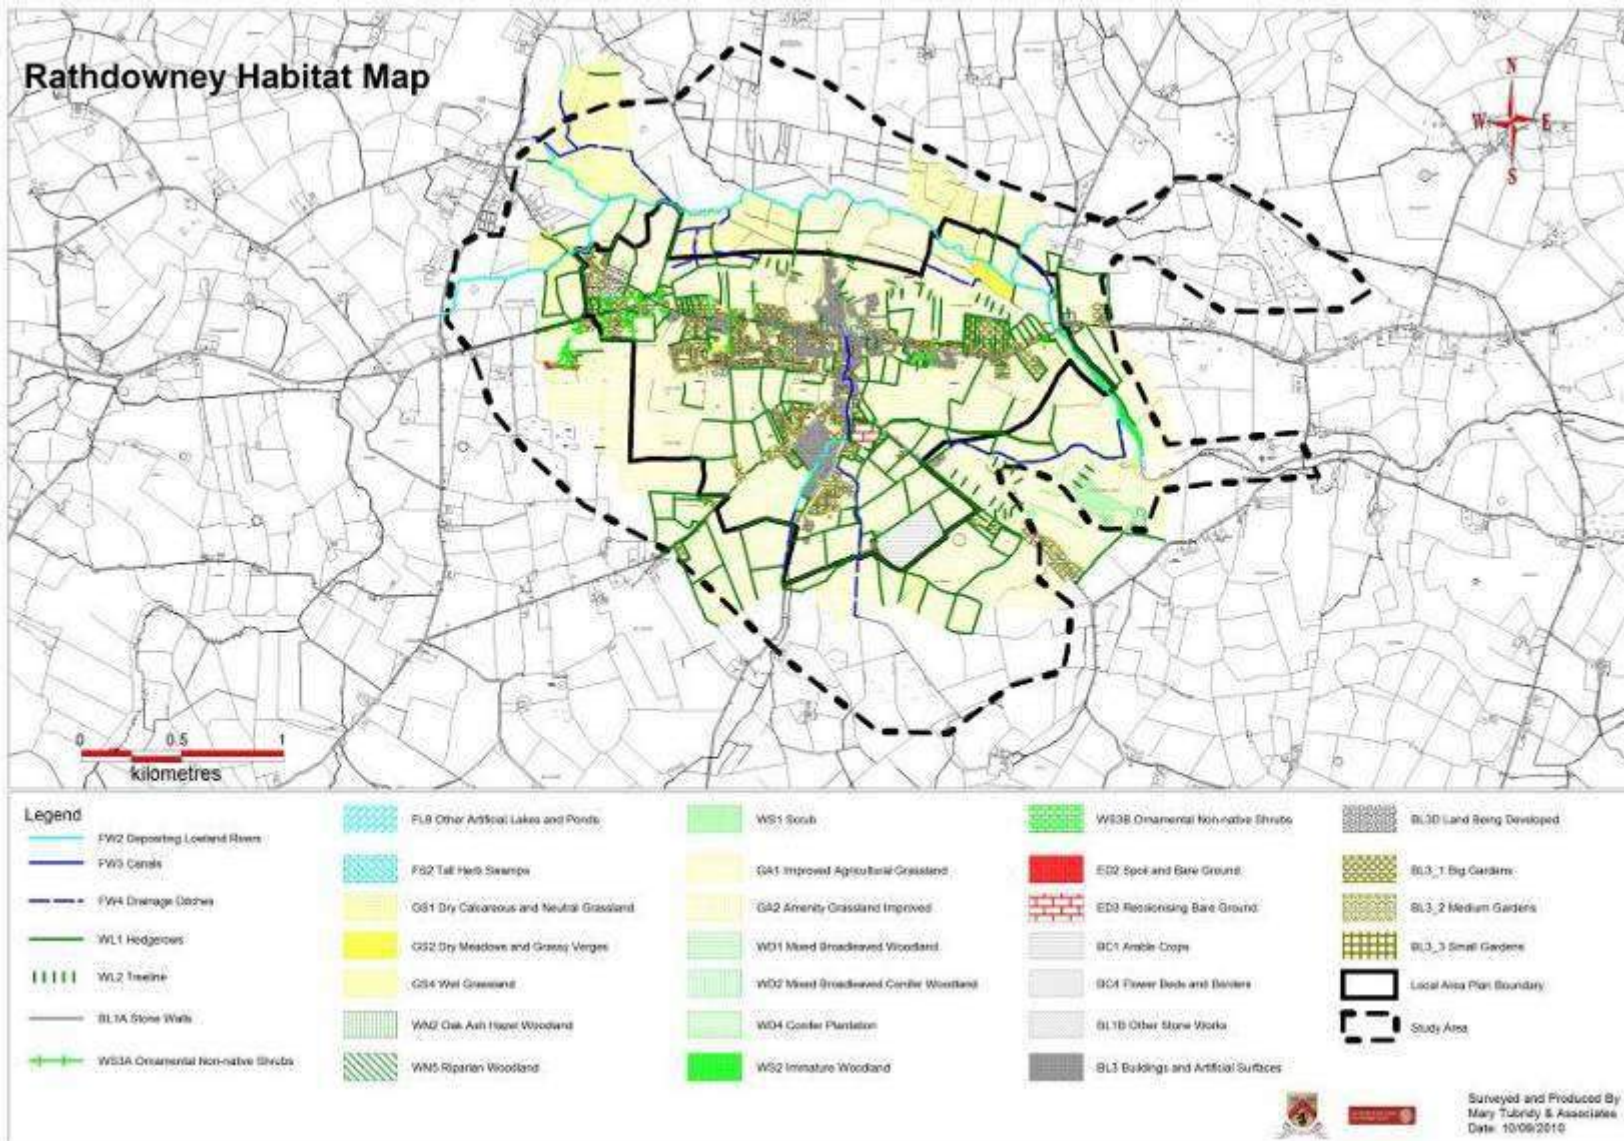 Rathdowney Habitat Map
N
W E
S
0 0.5 1
kilometres
Legend
FW2 Depositing Lowland Rivers
FW3 Canals
FW4 Drainage Ditches
WL1 Hedgerows
WL2 Treeline
BL1A Stone Walls
WS3A Ornamental Non-native Shrubs
FL8 Other Artificial Lakes and Ponds
FS2 Tall Herb Swamps
GS1 Dry Calcareous and Neutral Grassland
GS2 Dry Meadows and Grassy Verges
GS4 Wet Grassland
WN2 Oak Ash Hazel Woodland
WN5 Riparian Woodland
WS1 Scrub
GA1 Improved Agricultural Grassland
GA2 Amenity Grassland Improved
WD1 Mixed Broadleaved Woodland
WD2 Mixed Broadleaved Conifer Woodland
WD4 Conifer Plantation
WS2 Immature Woodland
WS3B Ornamental Non-native Shrubs
ED2 Spoil and Bare Ground
ED3 Recolonising Bare Ground
BC1 Arable Crops
BC4 Flower Beds and Borders
BL1B Other Stone Works
BL3 Buildings and Artificial Surfaces
BL3D Land Being Developed
BL3_1 Big Gardens
BL3_2 Medium Gardens
BL3_3 Small Gardens
Local Area Plan Boundary
Study Area
Surveyed and Produced By
Mary Tubridy & Associates
Date: 10/09/2010